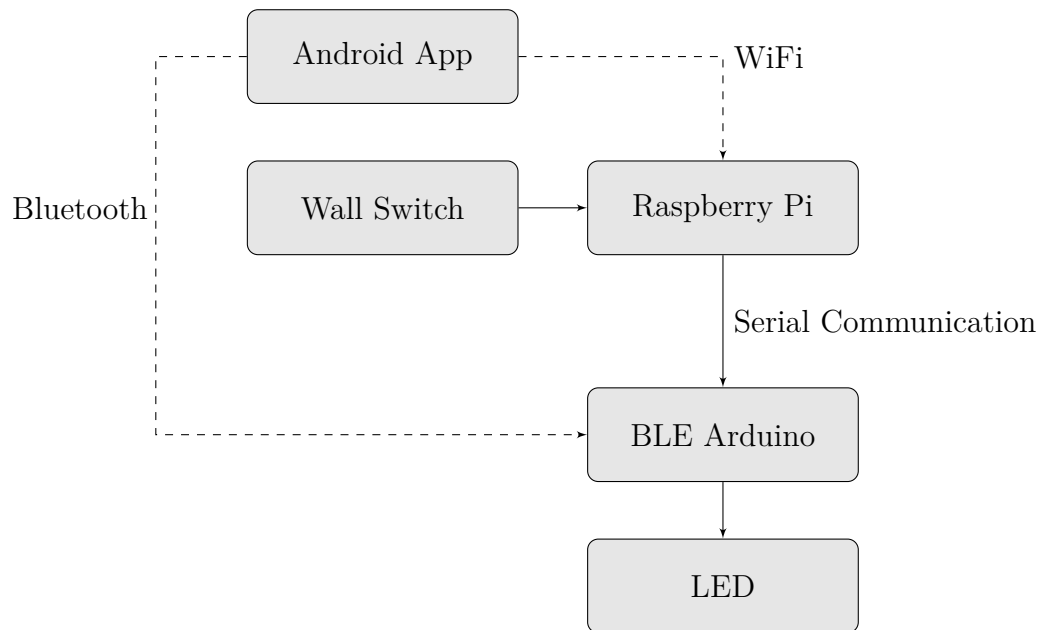 Android App
WiFi
Bluetooth
Wall Switch
Raspberry Pi
Serial Communication
BLE Arduino
LED